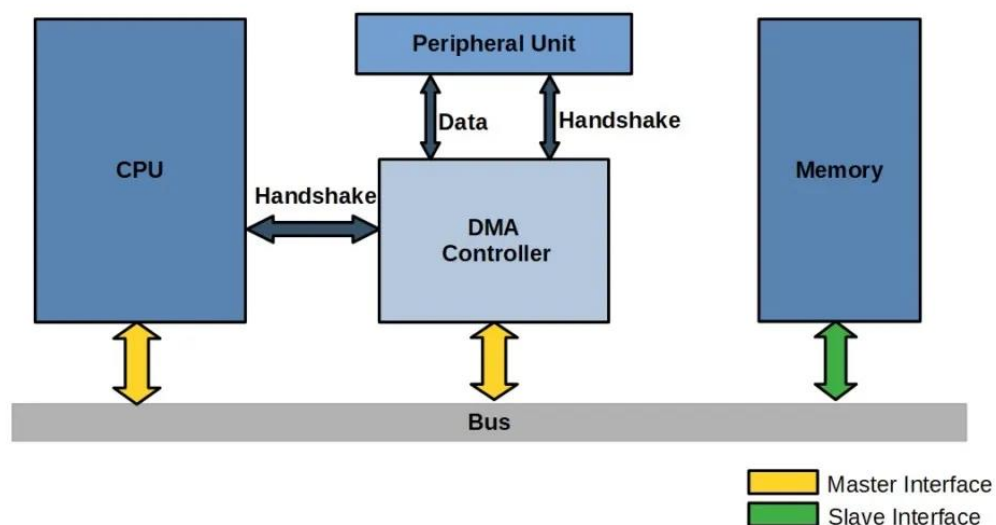 Peripheral Unit
Data
Handshake
CPU
Memory
Handshake
DMA
Controller
Bus
Master Interface
Slave Interface